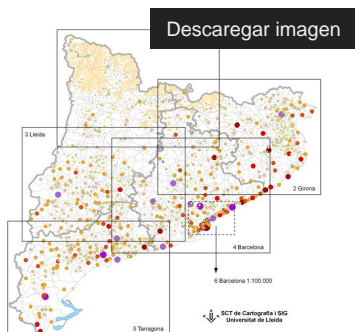 Descaregar imagen
3 Lleida
2 Girona
4 Barcelona
6 Barcelona 1:100.000
SCT de Cartografia i SIG
Universitat de Lleida
5 Tarragona